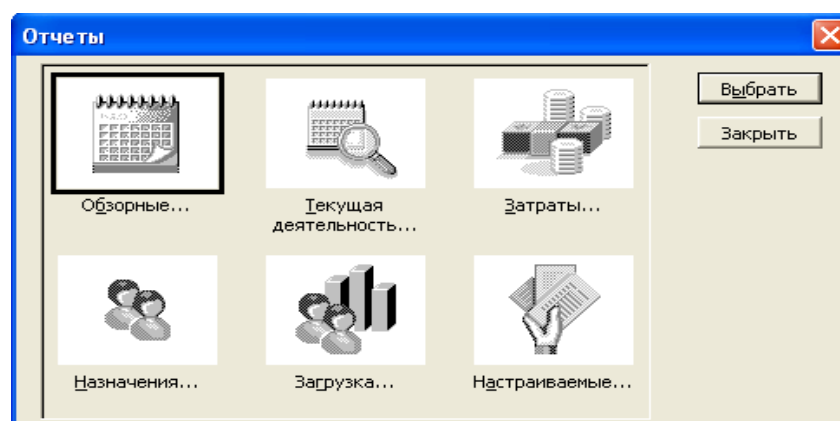 Отчеты
Выбрать
Закрыть
Обзорные...
Текущая
деятельность...
Затраты...
Назначения...
Загрузка...
Настраиваемые...